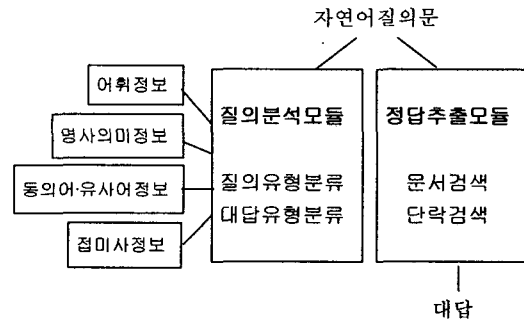 자연어질의문
어휘정보
명사의미정보
동의어·유사어정보
접미사정보
질의분석모듈
질의유형분류
대답유형분류
정답추출모듈
문서검색
단락검색
대답